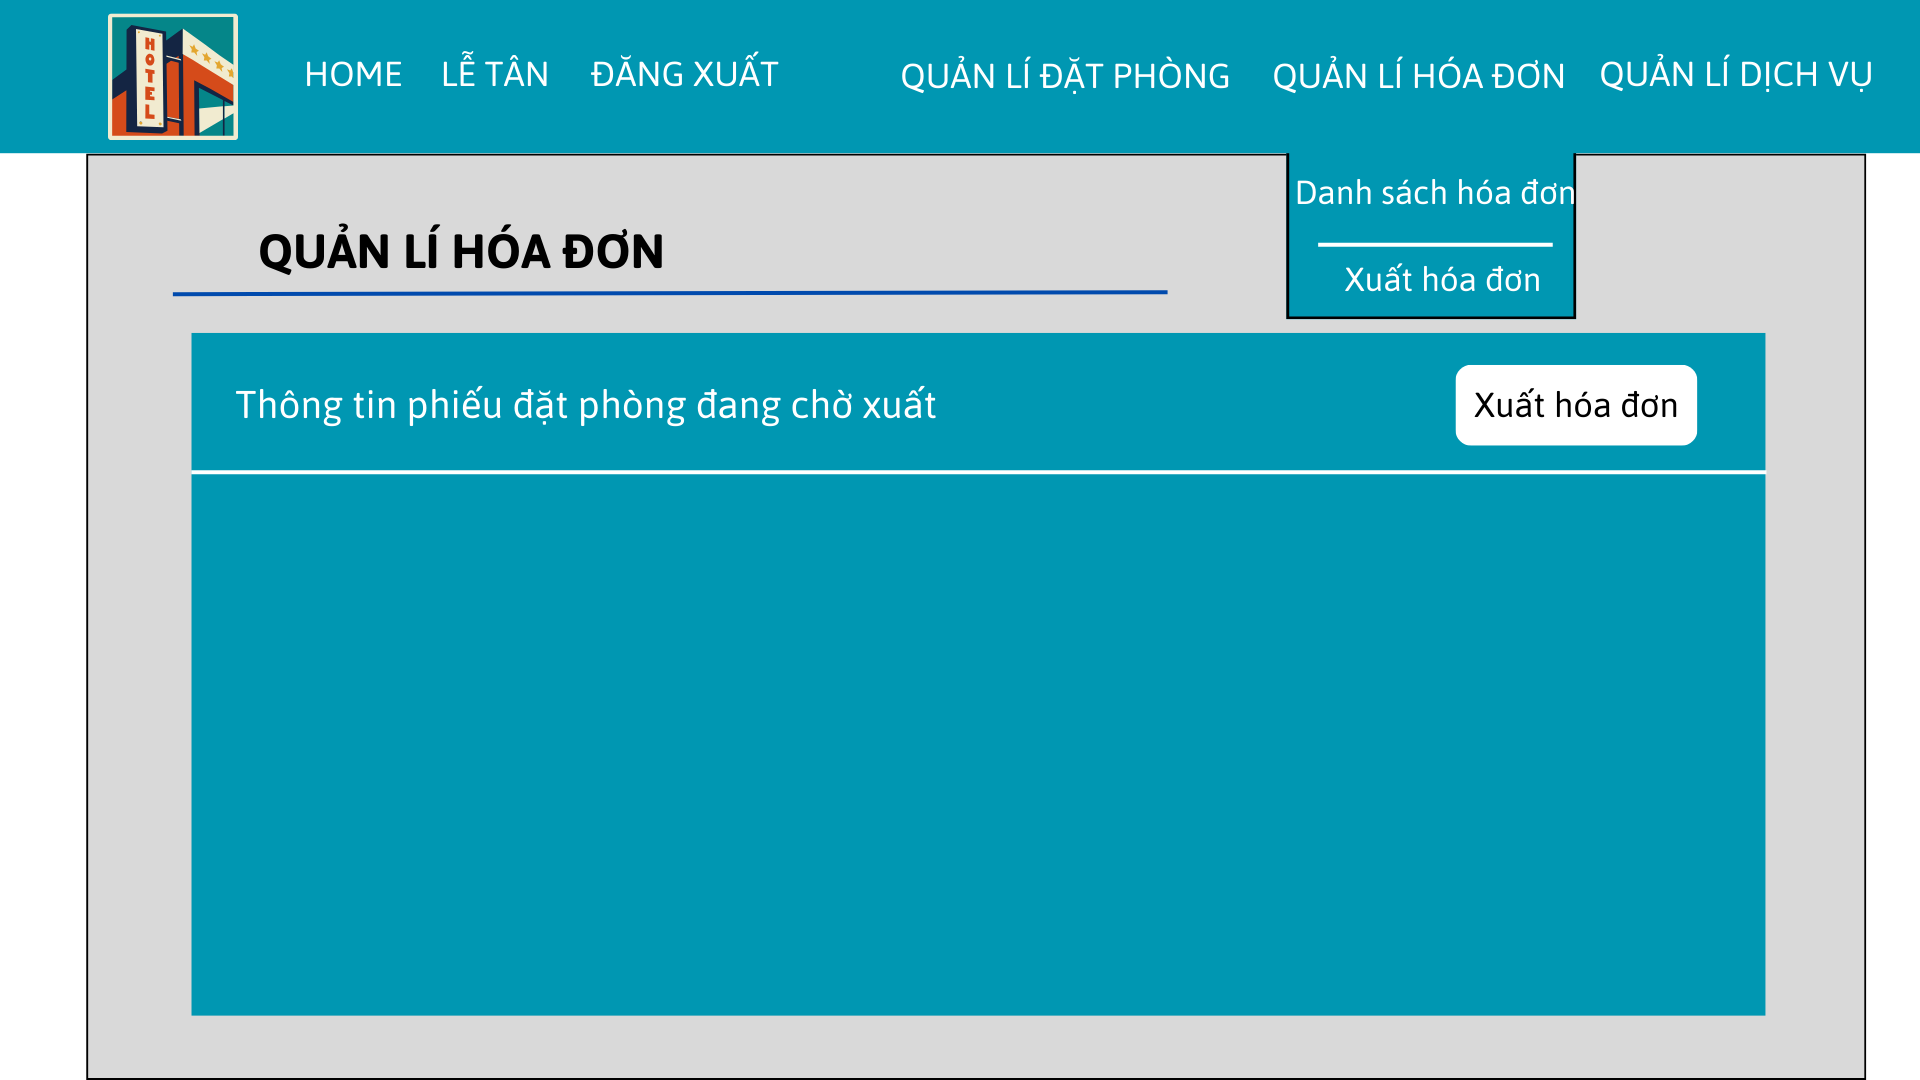 HOTEL
HOME
LỄ TÂN
ĐĂNG XUẤT
QUẢN LÍ ĐẶT PHÒNG
QUẢN LÍ HÓA ĐƠN
QUẢN LÍ DỊCH VỤ
Danh sách hóa đơn
Xuất hóa đơn
QUẢN LÍ HÓA ĐƠN
Thông tin phiếu đặt phòng đang chờ xuất
Xuất hóa đơn